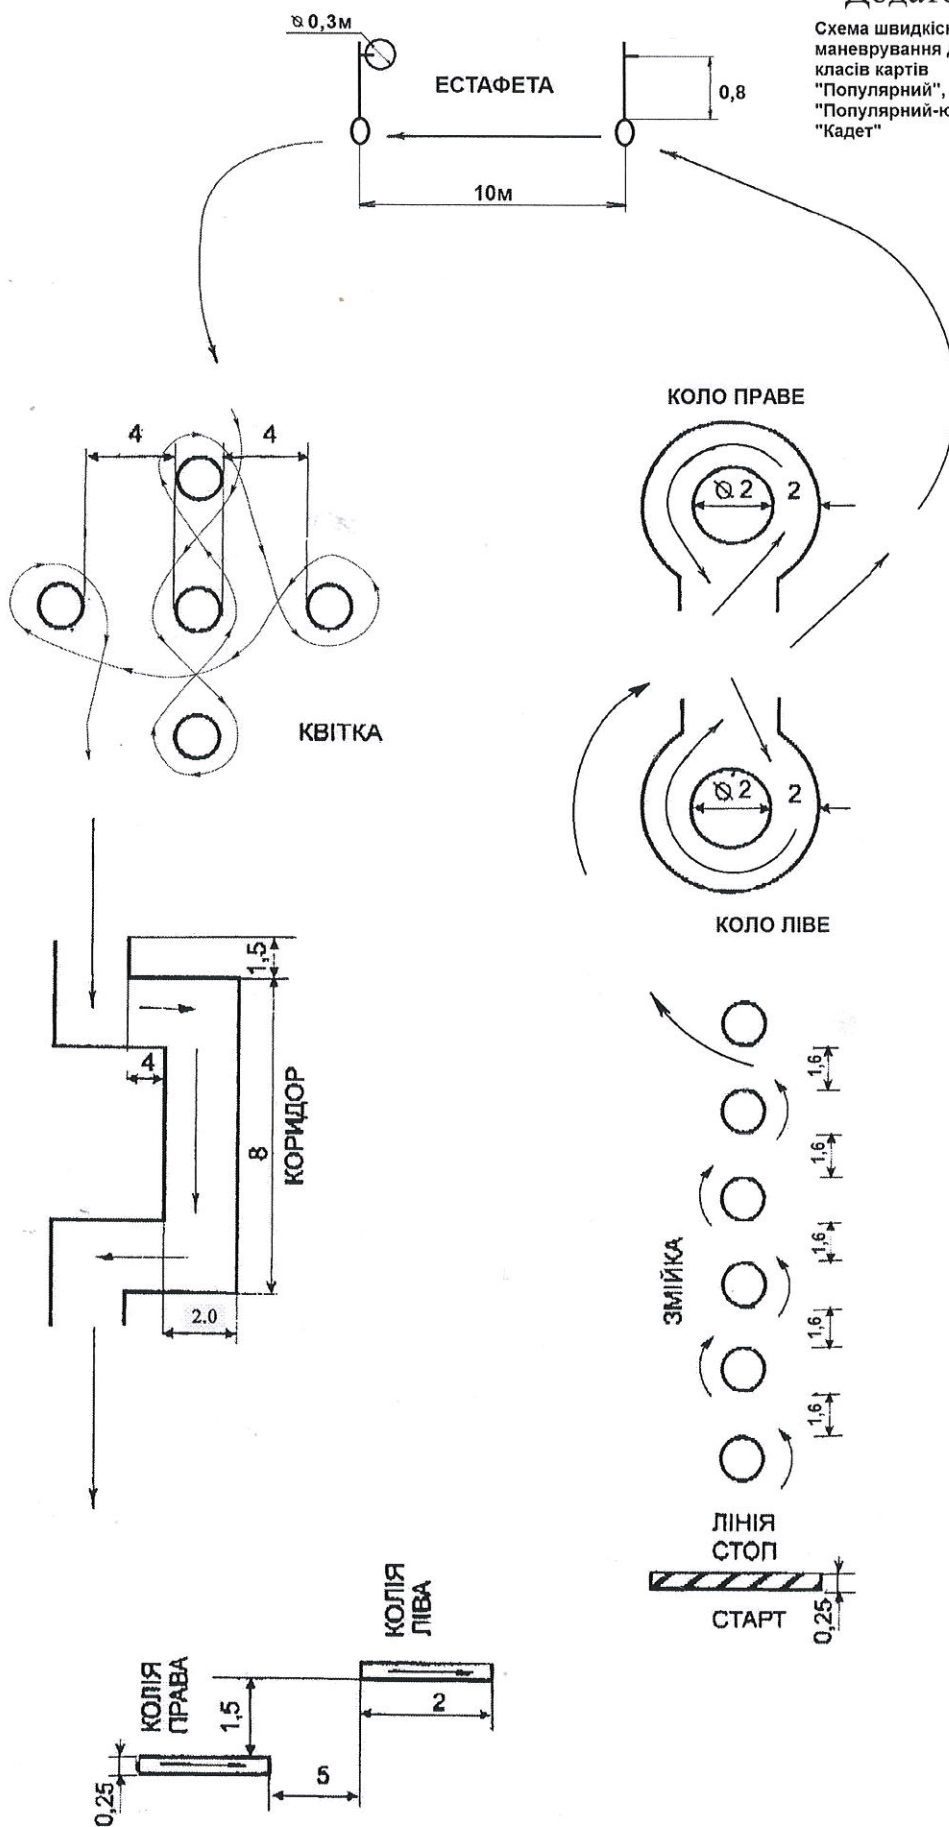 Схема
маневрування
класів картів
"Популярний",
"Кадет"
⌀ 0,3м
ЕСТАФЕТА
0,8
10м
КОЛО ПРАВЕ
4
4
⌀ 2
2
КВІТКА
⌀ 2
2
КОЛО ЛІВЕ
1,5
4
8
КОРИДОР
2.0
1,6
1,6
1,6
1,6
1,6
ЗМІЙКА
ЛІНІЯ
СТОП
СТАРТ
0,25
КОЛІЯ
ЛІВА
КОЛІЯ
ПРАВА
1,5
2
5
0,25